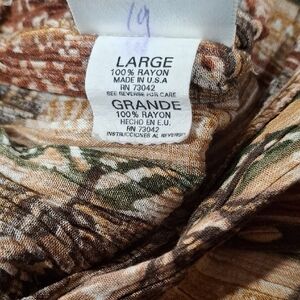 19
LARGE
100% RAYON
MADE IN U.S.A
RN 73042
SEE REVERSE FOR CARE
GRANDE
100% RAYON
HECHO EN E.U.
RN 73042
INSTRUCCIONES AL REVERSO